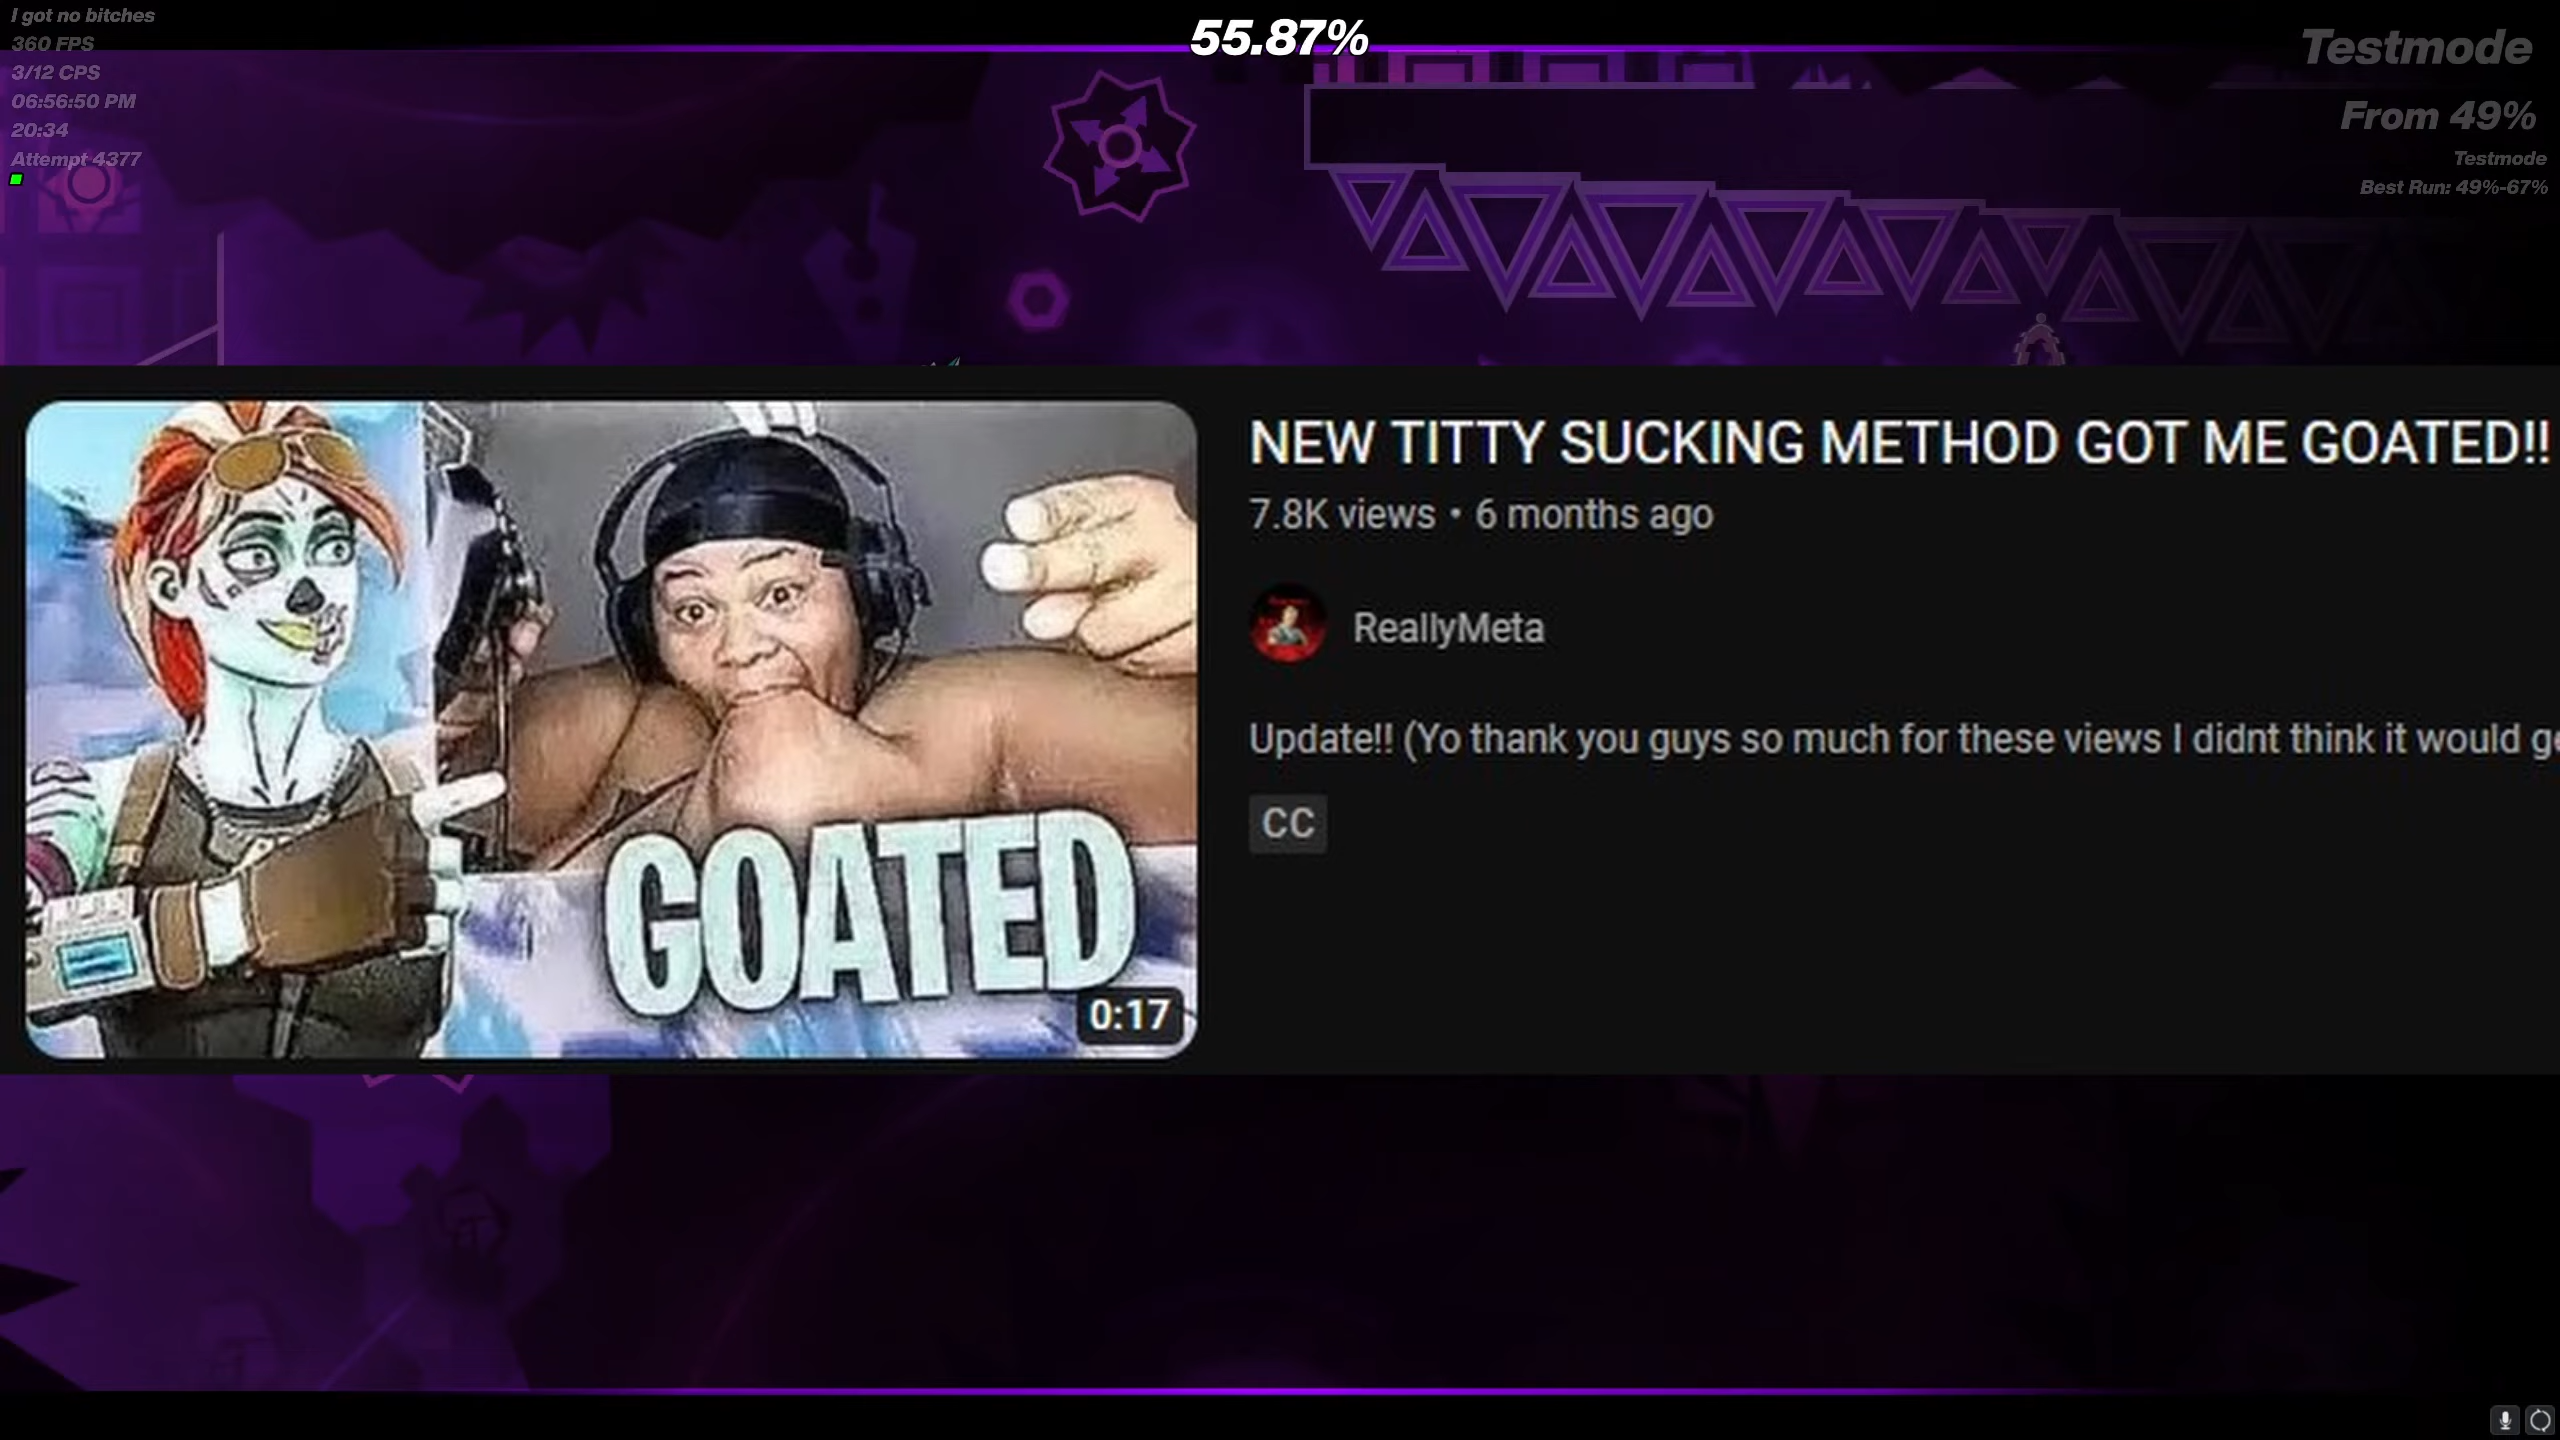 I got no bitches
360 FPS
3/12 CPS
06:56:50 PM
20:34
Attempt 4377
55.87%
Testmode
From 49%
Testmode
Best Run: 49%-67%
NEW TITTY SUCKING METHOD GOT ME GOATED!!
7.8K views • 6 months ago
ReallyMeta
Update!! (Yo thank you guys so much for these views I didnt think it would
CC
GOATED
0:17